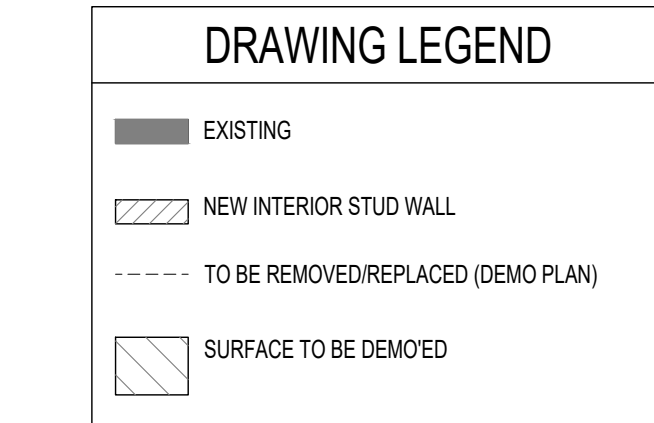 DRAWING LEGEND
EXISTING
NEW INTERIOR STUD WALL
TO BE REMOVED/REPLACED (DEMO PLAN)
SURFACE TO BE DEMO'ED